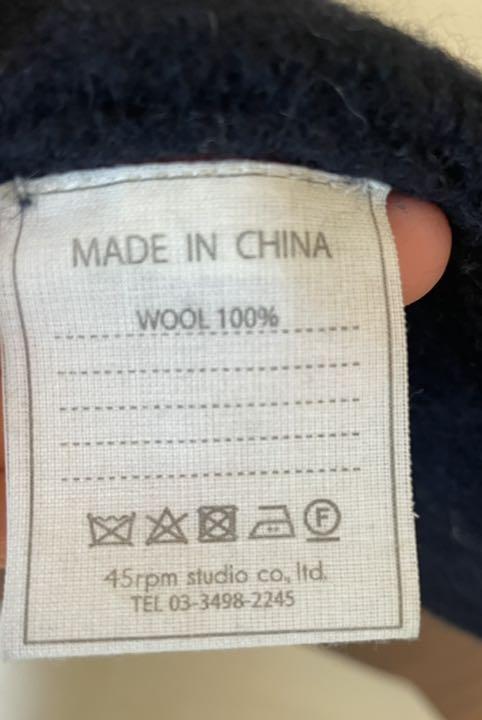 MADE IN CHINA
WOOL 100%
F
45rpm studio co., ltd.
TEL 03-3498-2245